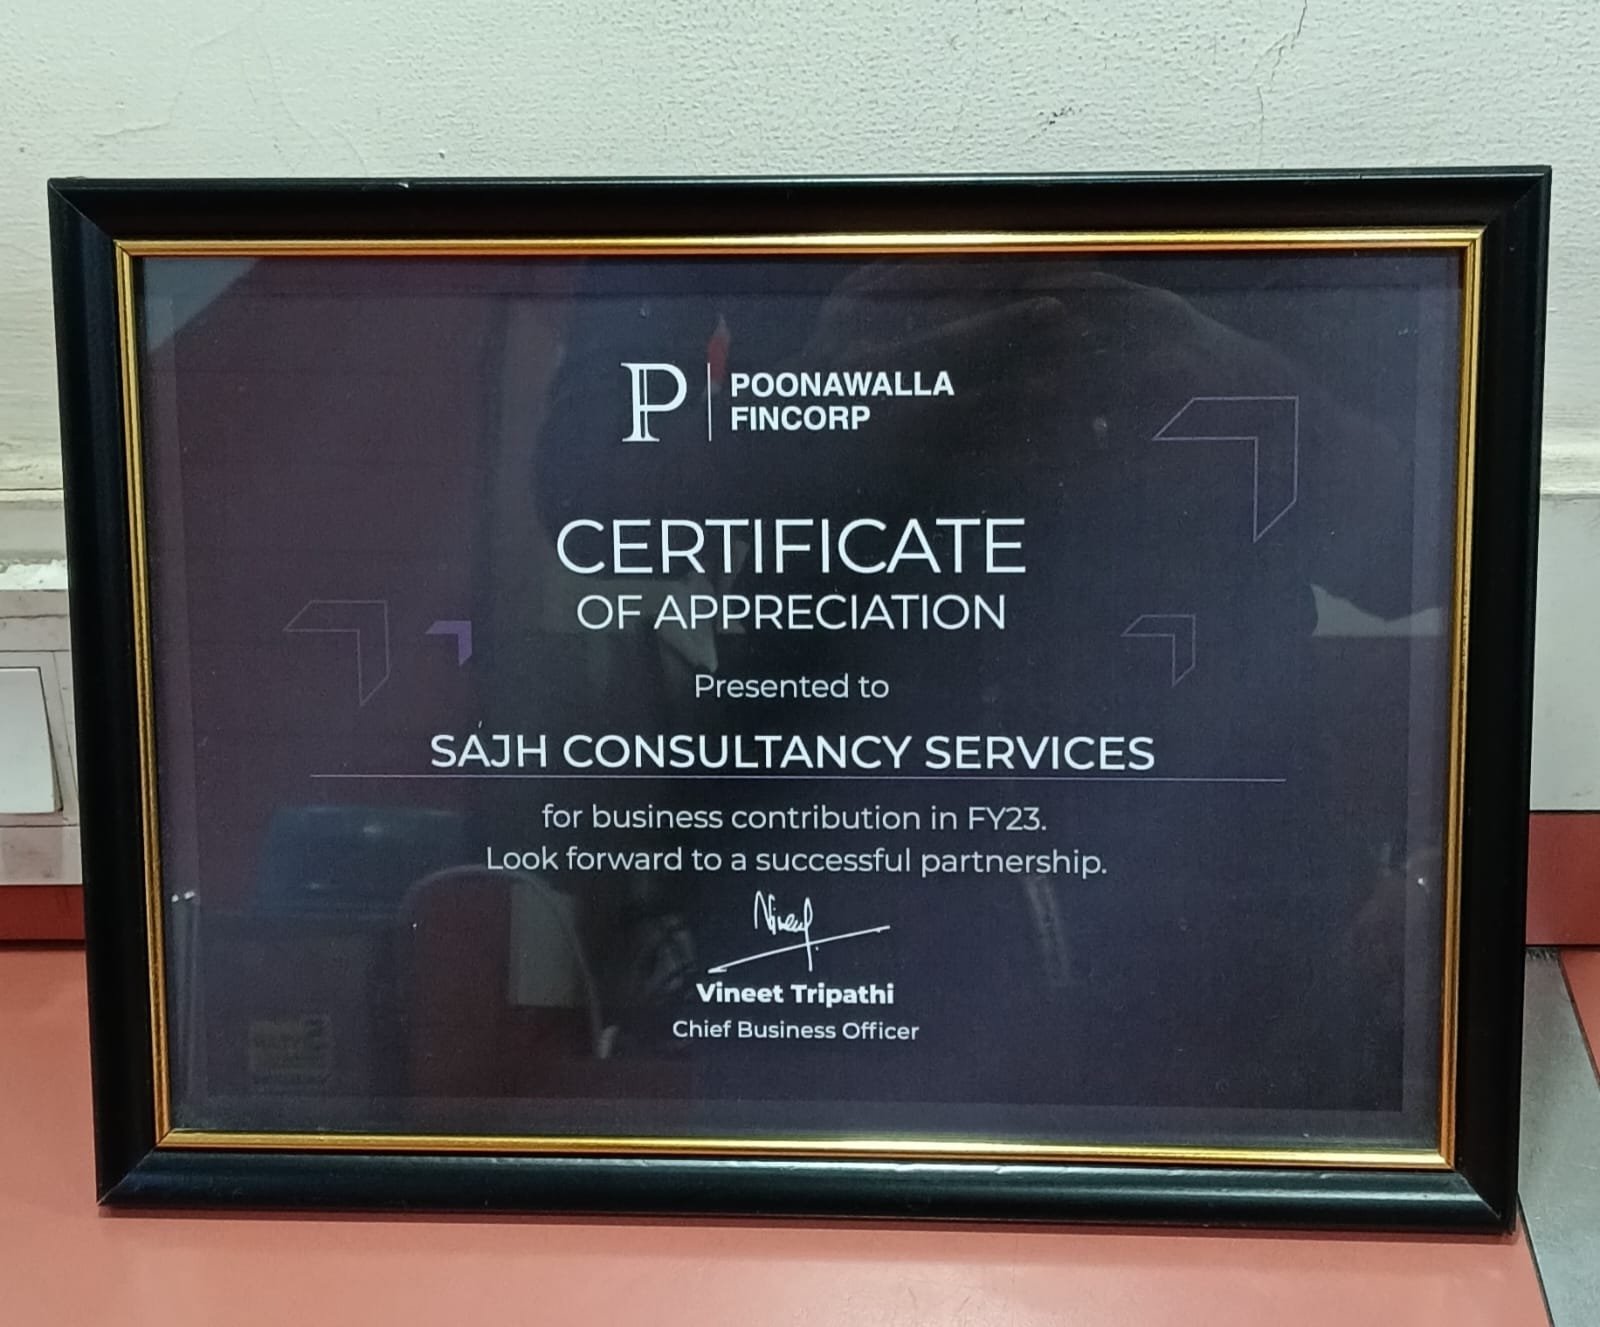 P
POONAWALLA
FINCORP
CERTIFICATE
OF APPRECIATION
Presented to
SAJH CONSULTANCY SERVICES
for business contribution in FY23.
Look forward to a successful partnership.
Vineet Tripathi
Chief Business Officer